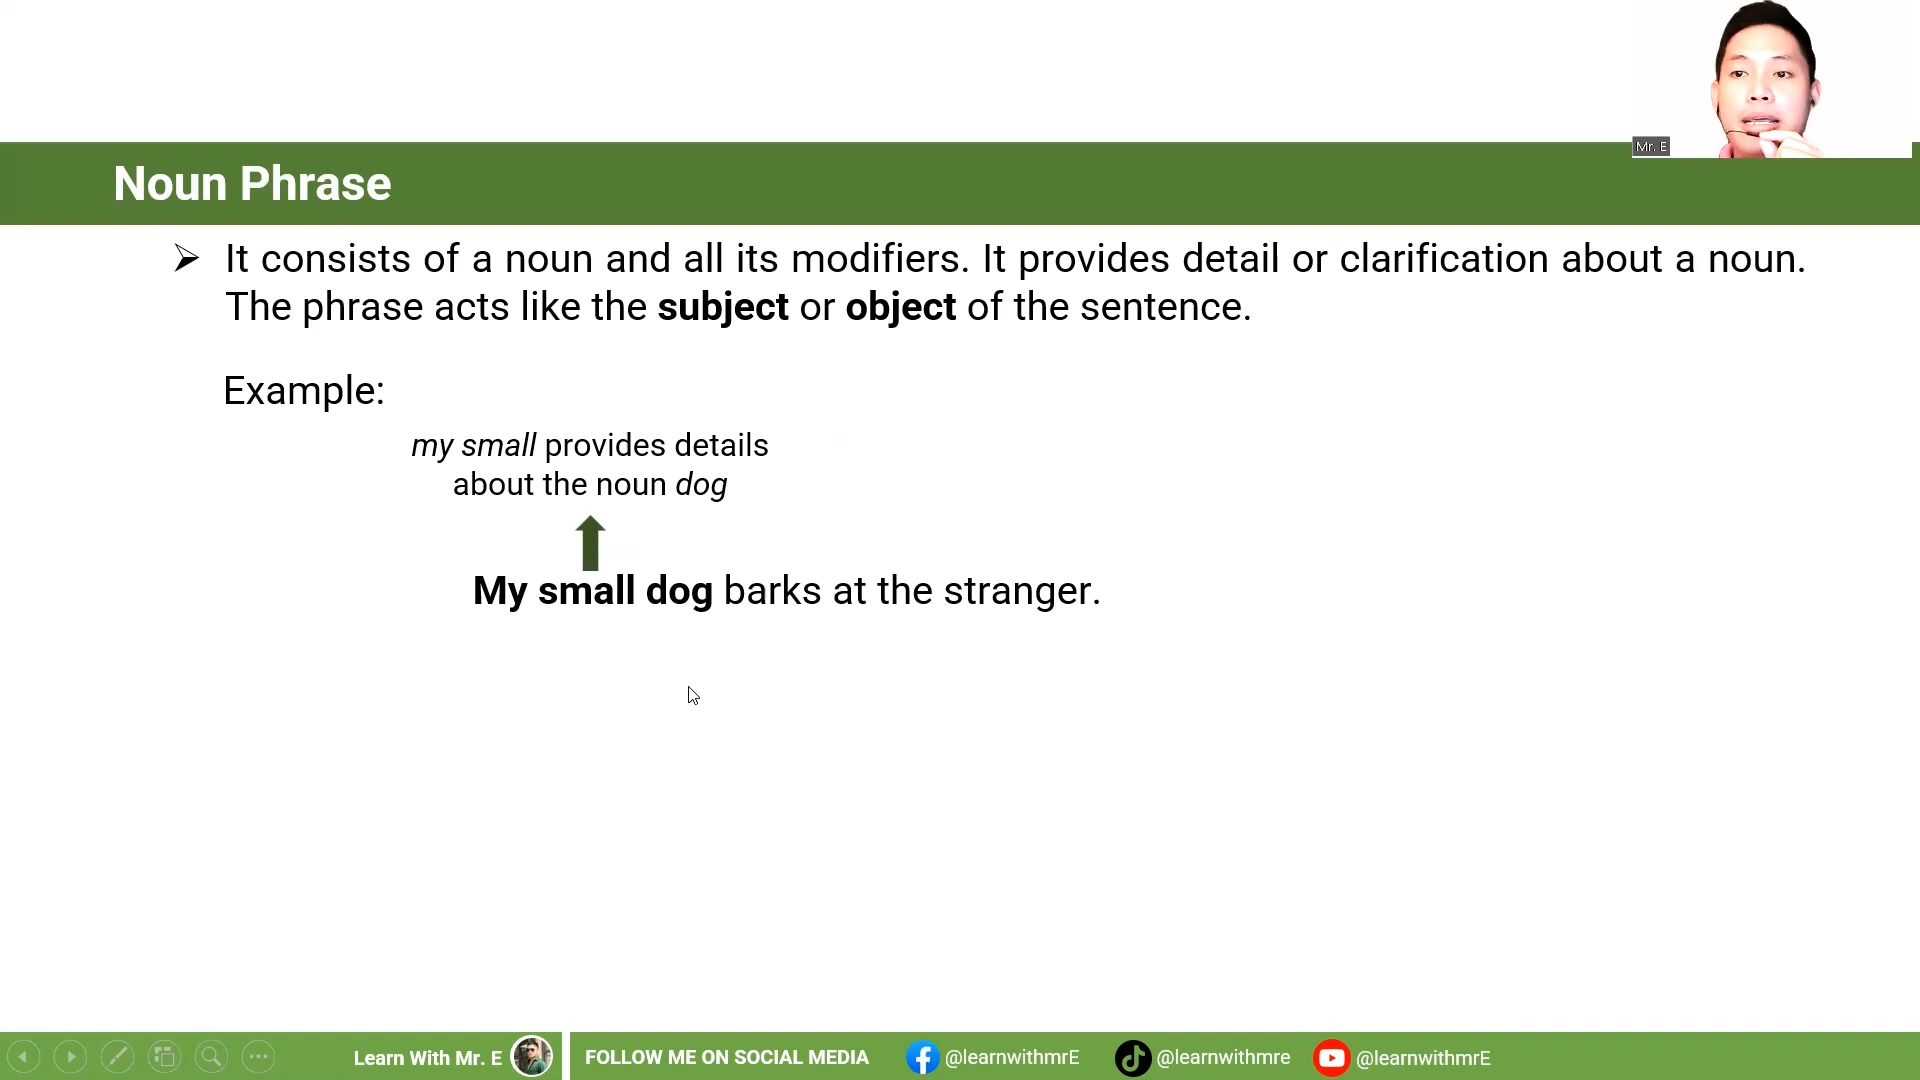 Mr. E
Noun Phrase
➢ It consists of a noun and all its modifiers. It provides detail or clarification about a noun.
The phrase acts like the subject or object of the sentence.
Example:
my small provides details
about the noun dog
My small dog barks at the stranger.
Learn With Mr. E
FOLLOW ME ON SOCIAL MEDIA
@learnwithmrE
@learnwithmre
@learnwithmrE